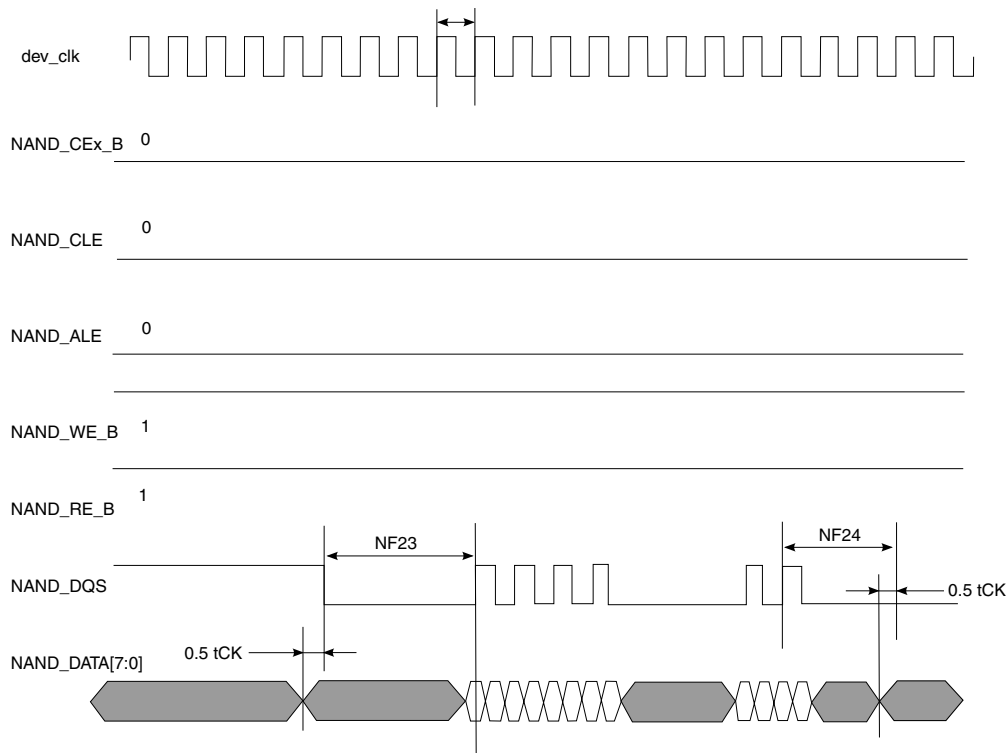 dev_clk
NAND_CEx_B 0
NAND_CLE 0
NAND_ALE 0
NAND_WE_B 1
NAND_RE_B 1
NF23
NF24
NAND_DQS
0.5 tCK
NAND_DATA[7:0]
0.5 tCK